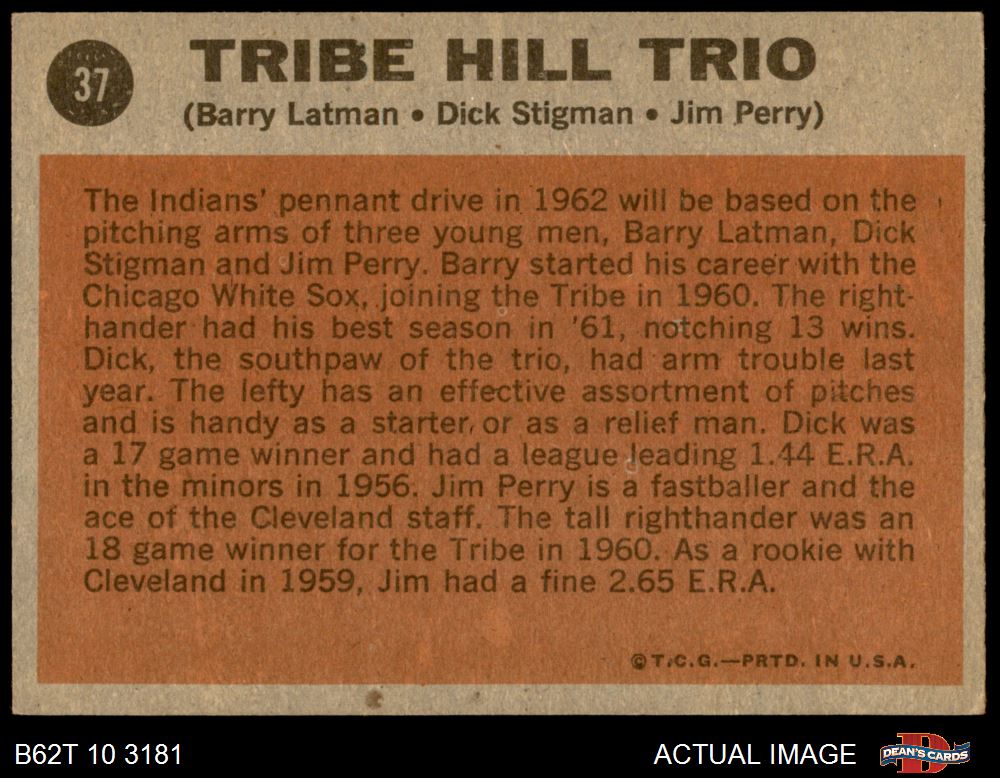 37
TRIBE HILL TRIO
(Barry Latman • Dick Stigman • Jim Perry)
The Indians' pennant drive in 1962 will be based on the
pitching arms of three young men, Barry Latman, Dick
Stigman and Jim Perry. Barry started his career with the
Chicago White Sox, joining the Tribe in 1960. The right-
hander had his best season in '61, notching 13 wins.
Dick, the southpaw of the trio, had arm trouble last
year. The lefty has an effective assortment of pitches
and is handy as a starter, or as a relief man. Dick was
a 17 game winner and had a league leading 1.44 E.R.A.
in the minors in 1956. Jim Perry is a fastballer and the
ace of the Cleveland staff. The tall righthander was an
18 game winner for the Tribe in 1960. As a rookie with
Cleveland in 1959, Jim had a fine 2.65 E.R.A.
© T.C.G.—PRTD. IN U.S.A.
B62T 10 3181
ACTUAL IMAGE
D
DEAN'S CARDS